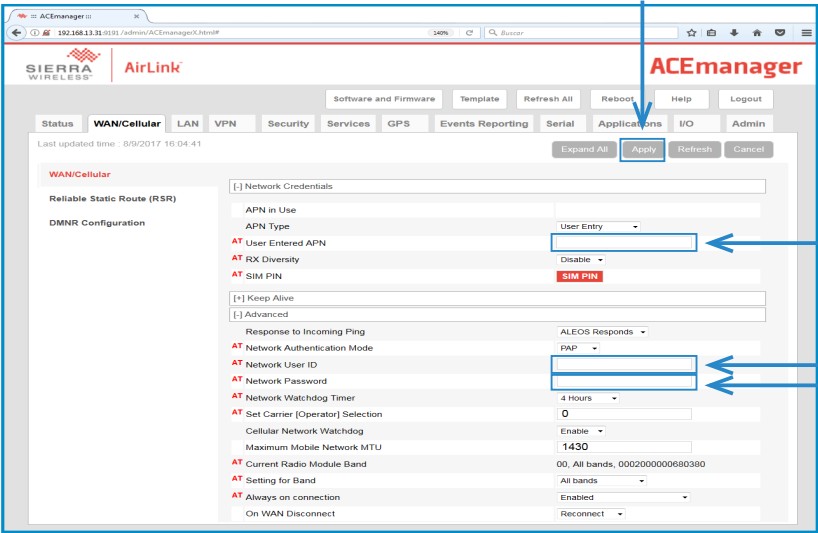 ::: ACEmanager :::
192.168.13.31:9191/admin/ACEmanagerX.html#
140%
Buscar
SIERRA
WIRELESS
AirLink
ACEmanager
Software and Firmware Template Refresh All Reboot Help Logout
Status WAN/Cellular LAN VPN Security Services GPS Events Reporting Serial Applications I/O Admin
Last updated time : 8/9/2017 16:04:41
Expand All Apply Refresh Cancel
WAN/Cellular
Reliable Static Route (RSR)
DMNR Configuration
[-] Network Credentials
APN in Use
APN Type User Entry
AT User Entered APN
AT RX Diversity Disable
AT SIM PIN SIM PIN
[+] Keep Alive
[-] Advanced
Response to Incoming Ping ALEOS Responds
AT Network Authentication Mode PAP
AT Network User ID
AT Network Password
AT Network Watchdog Timer 4 Hours
AT Set Carrier [Operator] Selection 0
Cellular Network Watchdog Enable
Maximum Mobile Network MTU 1430
AT Current Radio Module Band 00, All bands, 0002000000680380
AT Setting for Band All bands
AT Always on connection Enabled
On WAN Disconnect Reconnect